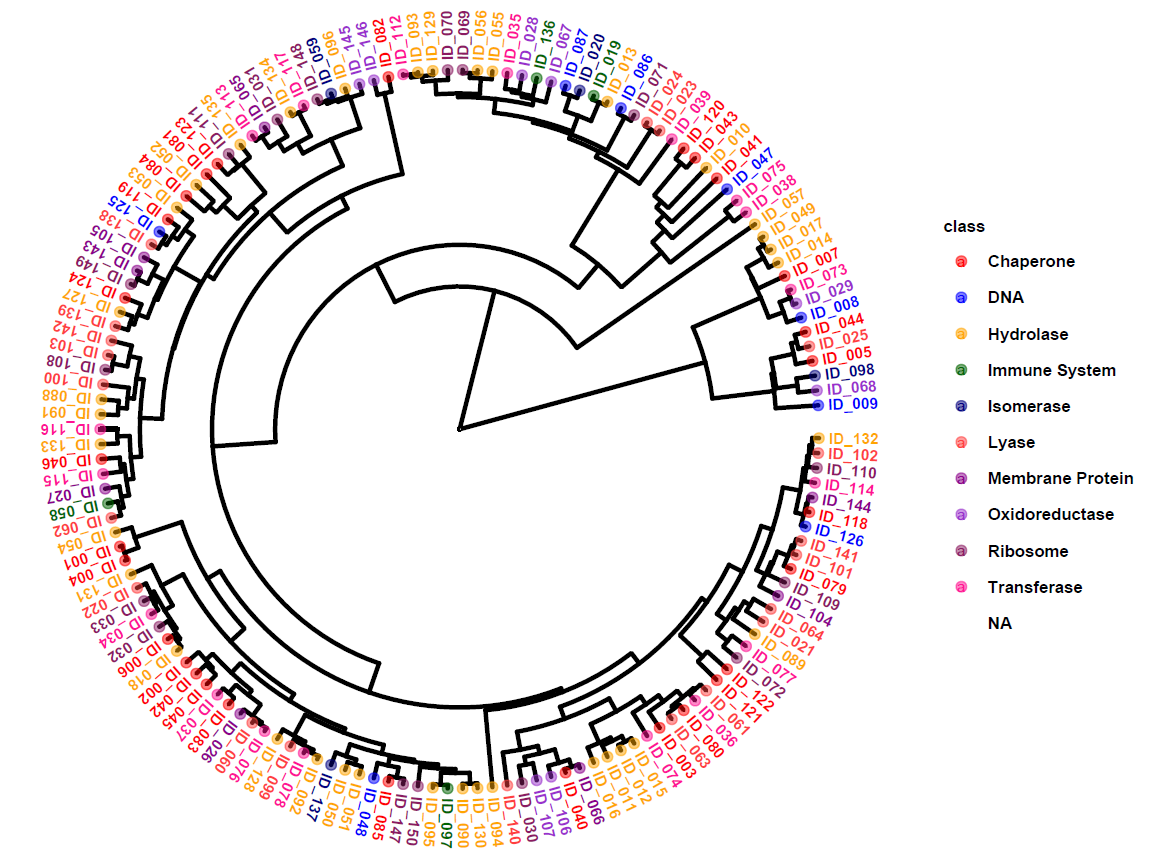 ID_132
ID_102
ID_110
ID_114
ID_144
ID_118
ID_126
ID_141
ID_101
ID_079
ID_109
ID_104
ID_064
ID_021
ID_089
ID_077
ID_072
ID_122
ID_121
ID_061
ID_036
ID_080
ID_063
ID_003
ID_074
ID_015
ID_012
ID_011
ID_016
ID_066
ID_040
ID_106
ID_107
ID_030
ID_140
ID_094
ID_130
ID_090
ID_097
ID_095
ID_150
ID_147
ID_085
ID_048
ID_051
ID_050
ID_137
ID_092
ID_078
ID_099
ID_128
ID_076
ID_060
ID_026
ID_083
ID_037
ID_045
ID_042
ID_002
ID_018
ID_006
ID_032
ID_034
ID_033
ID_022
ID_131
ID_004
ID_001
ID_054
ID_062
ID_058
ID_027
ID_115
ID_046
ID_133
ID_116
ID_091
ID_088
ID_100
ID_108
ID_103
ID_142
ID_139
ID_127
ID_124
ID_149
ID_143
ID_105
ID_138
ID_125
ID_119
ID_053
ID_084
ID_052
ID_081
ID_123
ID_111
ID_135
ID_113
ID_065
ID_031
ID_134
ID_117
ID_148
ID_059
ID_096
ID_145
ID_146
ID_082
ID_112
ID_093
ID_129
ID_070
ID_069
ID_056
ID_055
ID_035
ID_028
ID_136
ID_067
ID_087
ID_020
ID_019
ID_013
ID_086
ID_071
ID_024
ID_023
ID_039
ID_120
ID_043
ID_010
ID_041
ID_047
ID_075
ID_038
ID_057
ID_049
ID_017
ID_014
ID_007
ID_073
ID_029
ID_008
ID_044
ID_025
ID_005
ID_098
ID_068
ID_009
class
a Chaperone
a DNA
a Hydrolase
a Immune System
a Isomerase
a Lyase
a Membrane Protein
a Oxidoreductase
a Ribosome
a Transferase
NA